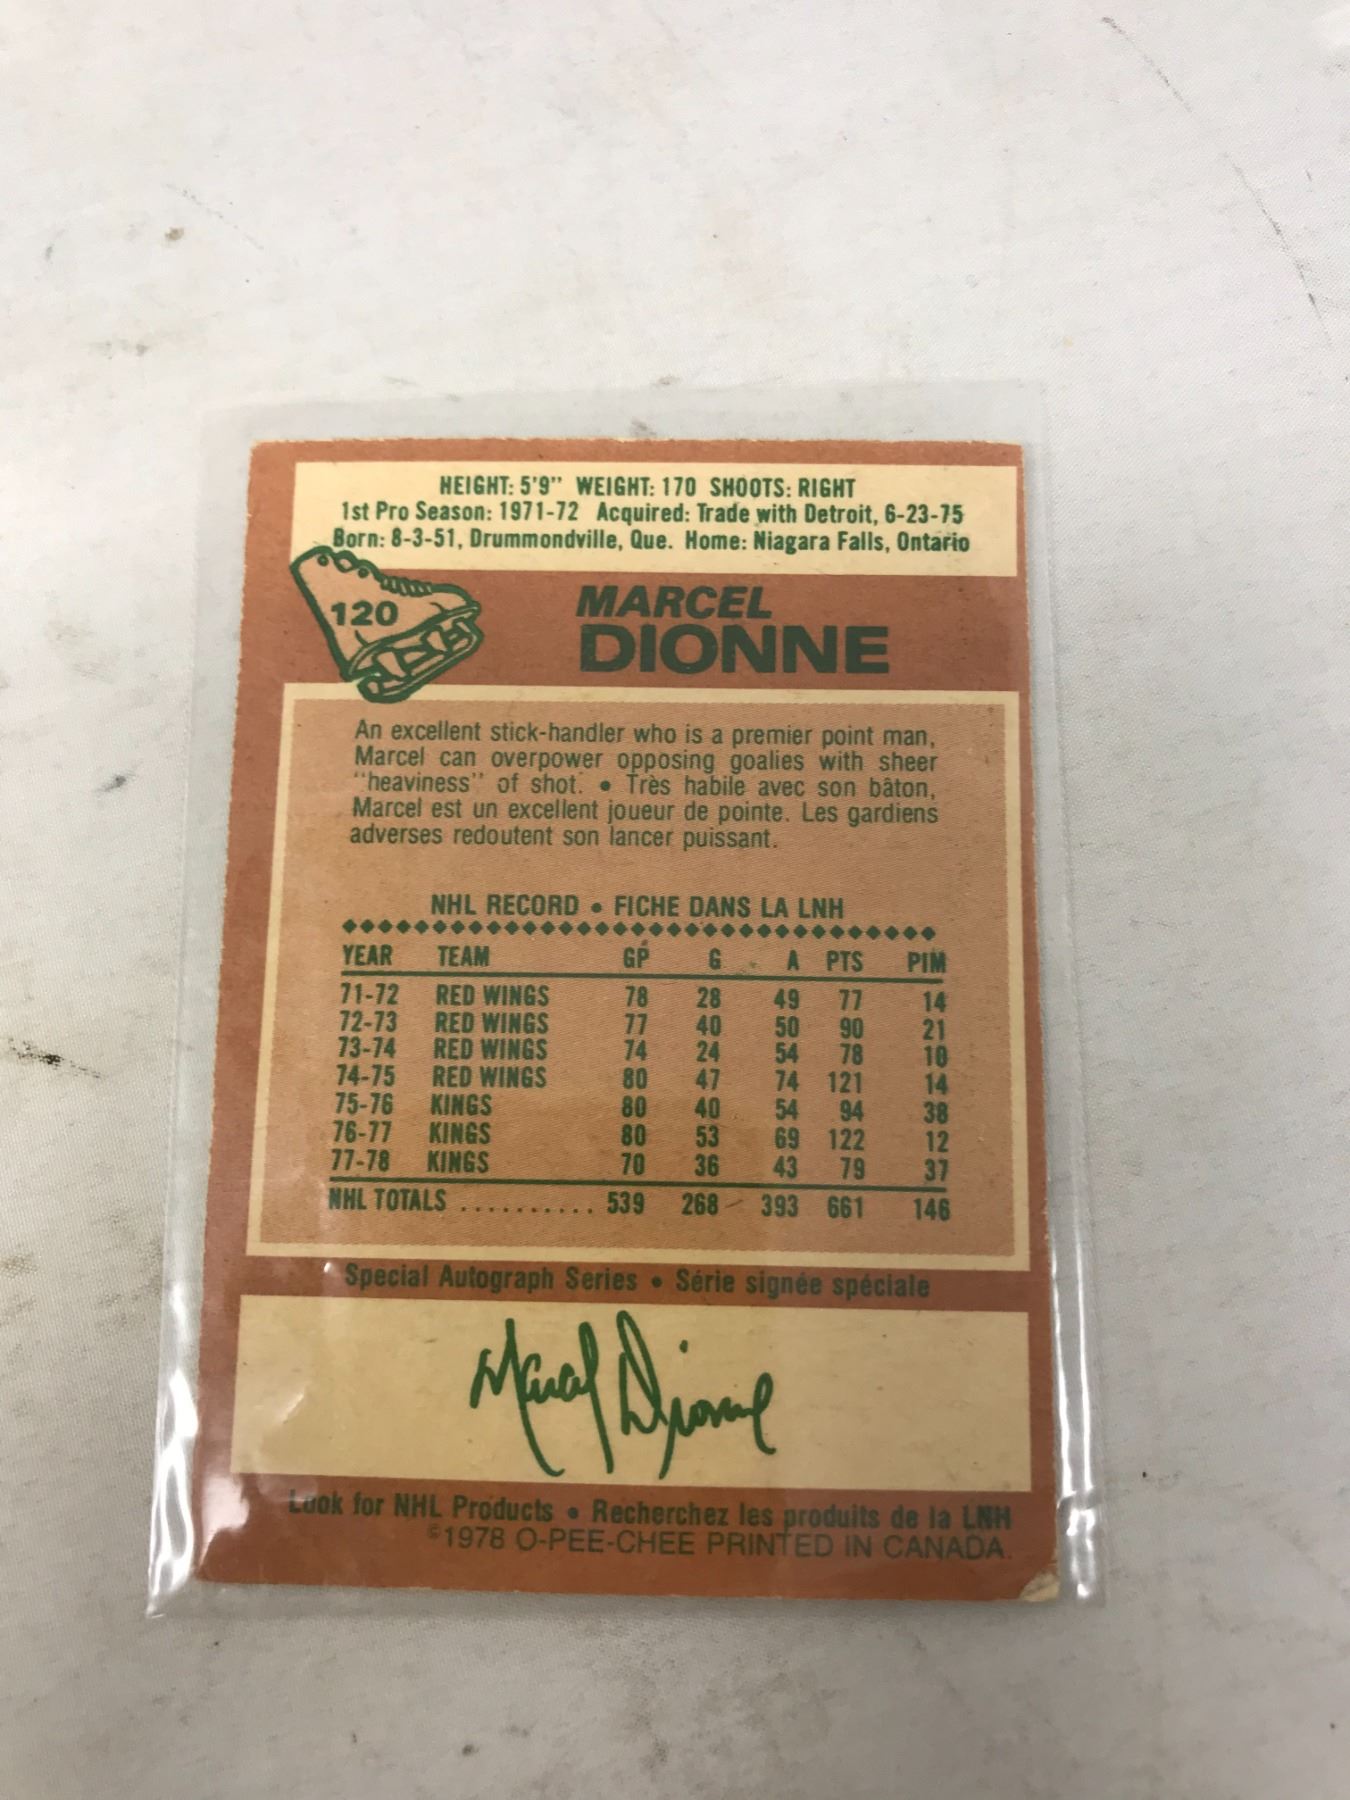 HEIGHT: 5'9" WEIGHT: 170 SHOOTS: RIGHT
1st Pro Season: 1971-72 Acquired: Trade with Detroit, 6-23-75
Born: 8-3-51, Drummondville, Que. Home: Niagara Falls, Ontario
120
MARCEL
DIONNE
An excellent stick-handler who is a premier point man,
Marcel can overpower opposing goalies with sheer
"heaviness" of shot. • Très habile avec son bâton,
Marcel est un excellent joueur de pointe. Les gardiens
adverses redoutent son lancer puissant.
NHL RECORD • FICHE DANS LA LNH
YEAR TEAM GP G A PTS PIM
71-72 RED WINGS 78 28 49 77 14
72-73 RED WINGS 77 40 50 90 21
73-74 RED WINGS 74 24 54 78 10
74-75 RED WINGS 80 47 74 121 14
75-76 KINGS 80 40 54 94 38
76-77 KINGS 80 53 69 122 12
77-78 KINGS 70 36 43 79 37
NHL TOTALS .......... 539 268 393 661 146
Special Autograph Series • Série signée spéciale
Marcel Dionne
Look for NHL Products • Recherchez les produits de la LNH
©1978 O-PEE-CHEE PRINTED IN CANADA.